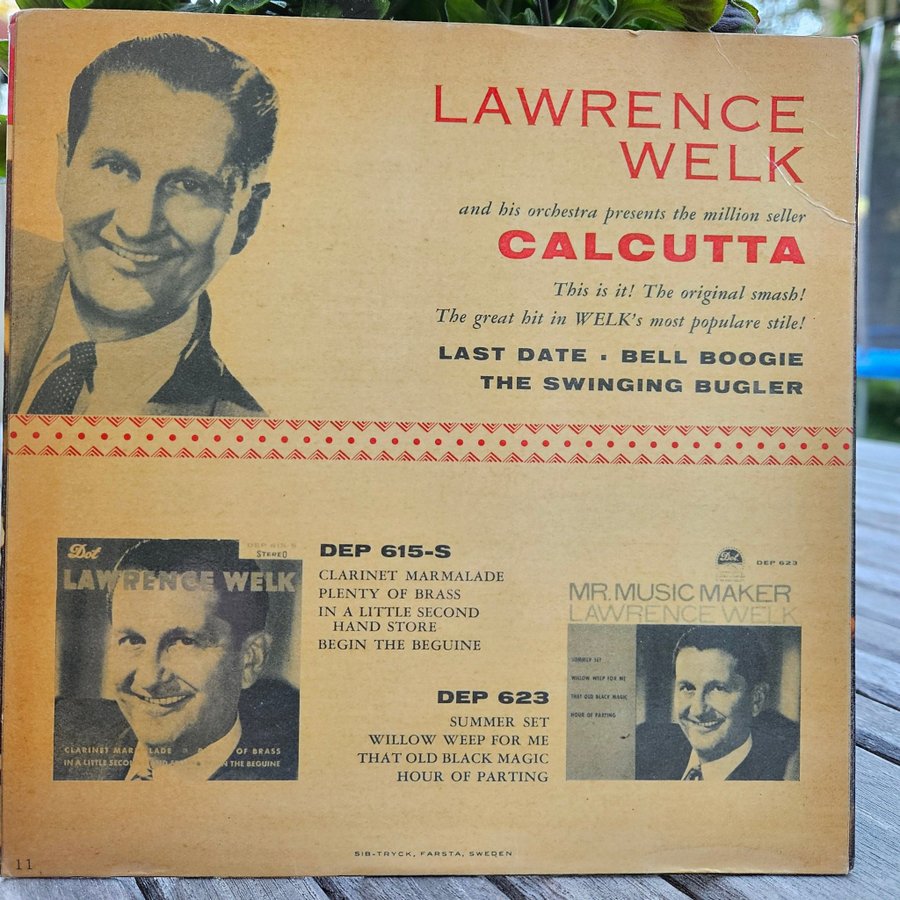 LAWRENCE
WELK
and his orchestra presents the million seller
CALCUTTA
This is it! The original smash!
The great hit in WELK's most populare stile!
LAST DATE . BELL BOOGIE
THE SWINGING BUGLER
Dot
DEP 615-S
STEREO
LAWRENCE WELK
CLARINET MARMALADE
OF BRASS
IN A LITTLE SECOND
IN THE BEGUINE
DEP 615-S
CLARINET MARMALADE
PLENTY OF BRASS
IN A LITTLE SECOND
HAND STORE
BEGIN THE BEGUINE
Dot
DEP 623
MR. MUSIC MAKER
LAWRENCE WELK
SUMMER SET
WILLOW WEEP FOR ME
THAT OLD BLACK MAGIC
HOUR OF PARTING
DEP 623
SUMMER SET
WILLOW WEEP FOR ME
THAT OLD BLACK MAGIC
HOUR OF PARTING
SIB-TRYCK, FARSTA, SWEDEN
11